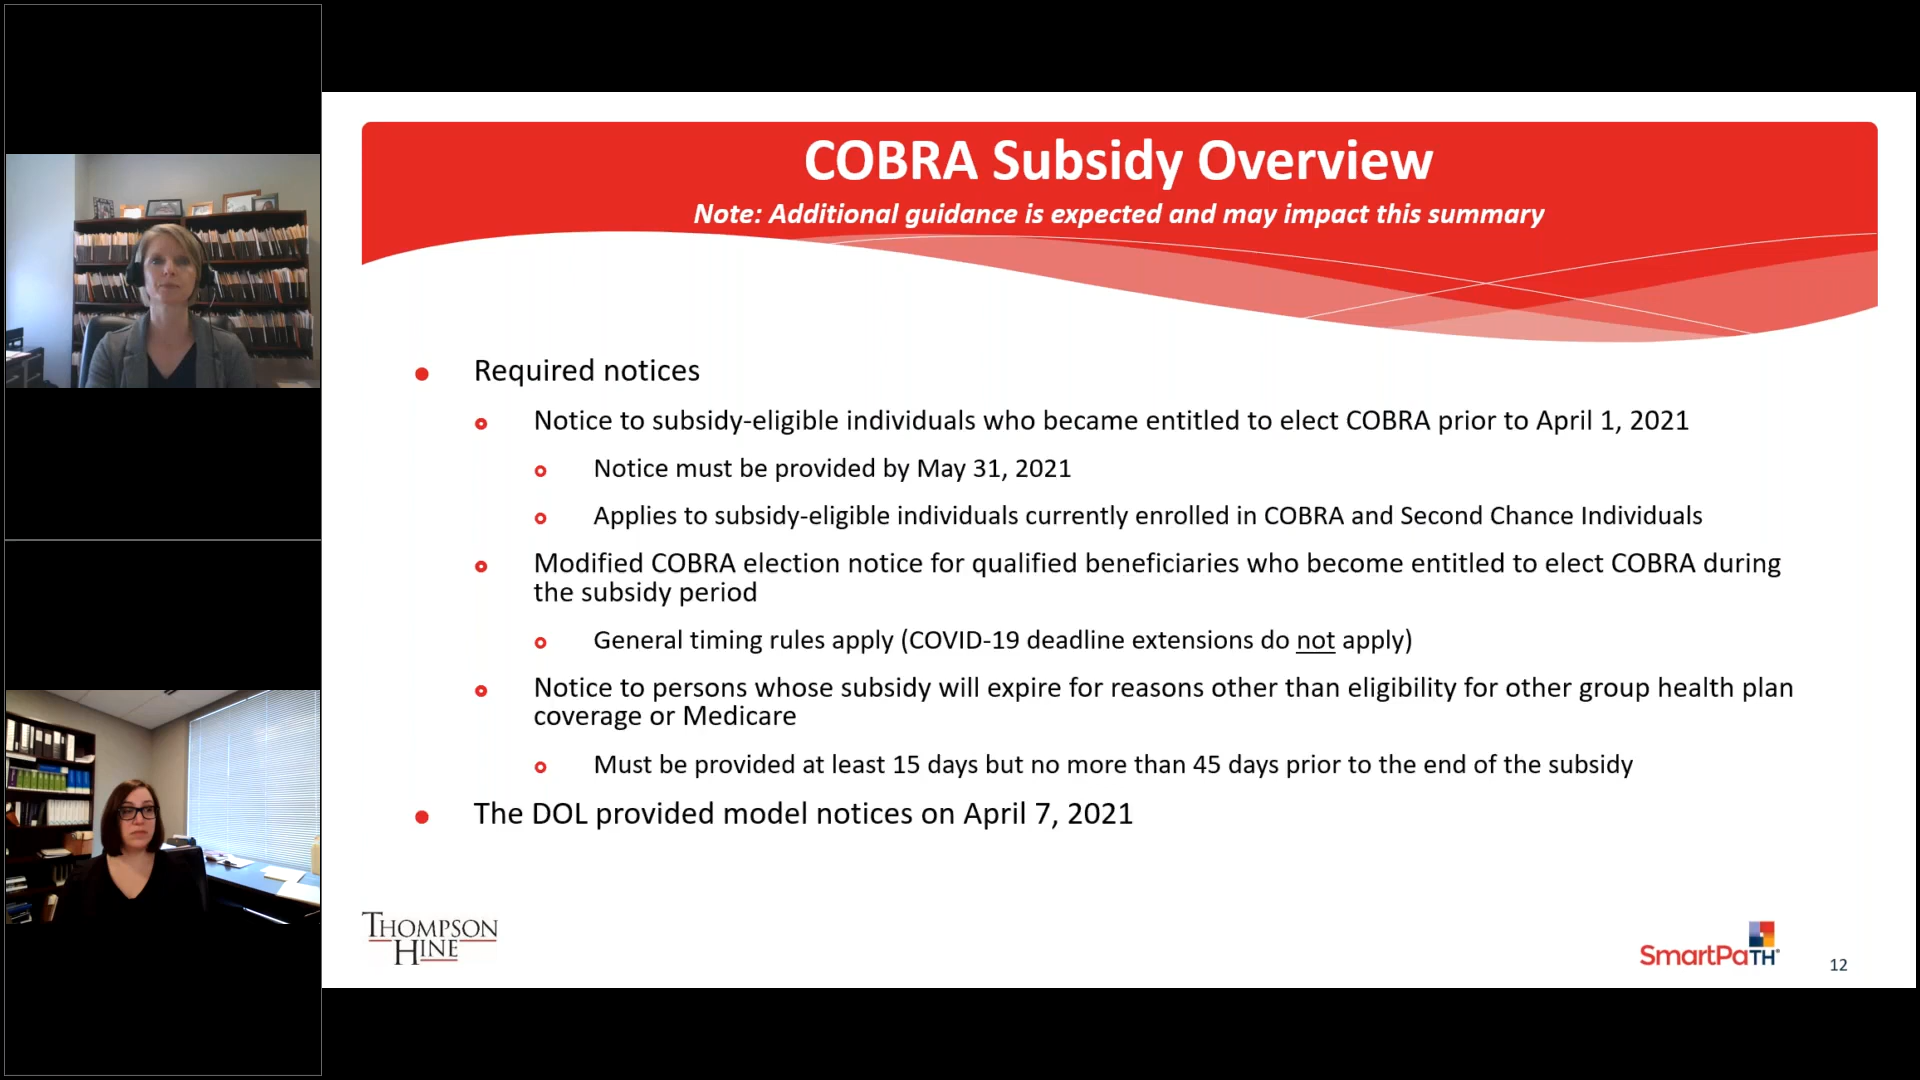 COBRA Subsidy Overview
Note: Additional guidance is expected and may impact this summary
Required notices
Notice to subsidy-eligible individuals who became entitled to elect COBRA prior to April 1, 2021
Notice must be provided by May 31, 2021
Applies to subsidy-eligible individuals currently enrolled in COBRA and Second Chance Individuals
Modified COBRA election notice for qualified beneficiaries who become entitled to elect COBRA during
the subsidy period
General timing rules apply (COVID-19 deadline extensions do not apply)
Notice to persons whose subsidy will expire for reasons other than eligibility for other group health plan
coverage or Medicare
Must be provided at least 15 days but no more than 45 days prior to the end of the subsidy
The DOL provided model notices on April 7, 2021
THOMPSON
HINE
SmartPaTH
12